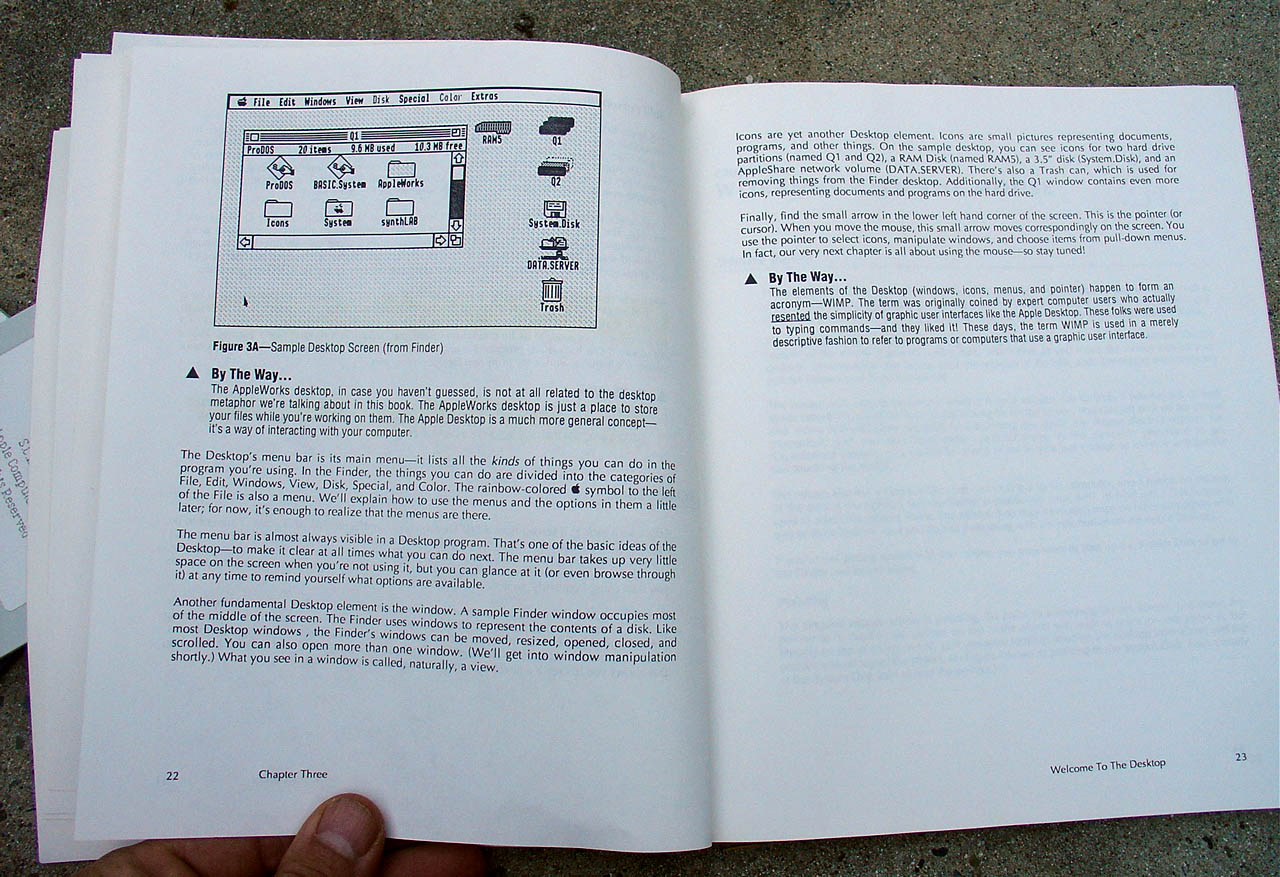 File Edit Windows View Disk Special Color Extras
Q1
ProDOS 20 items 9.6 MB used 10.3 MB free
ProDOS BASIC.System AppleWorks
Icons System synthLAB
RAM5
Q1
Q2
System.Disk
DATA.SERVER
Trash
Figure 3A—Sample Desktop Screen (from Finder)
By The Way...
The AppleWorks desktop, in case you haven't guessed, is not at all related to the desktop
metaphor we're talking about in this book. The AppleWorks desktop is just a place to store
your files while you're working on them. The Apple Desktop is a much more general concept—
it's a way of interacting with your computer.
The Desktop's menu bar is its main menu—it lists all the kinds of things you can do in the
program you're using. In the Finder, the things you can do are divided into the categories of
File, Edit, Windows, View, Disk, Special, and Color. The rainbow-colored symbol to the left
of the File is also a menu. We'll explain how to use the menus and the options in them a little
later; for now, it's enough to realize that the menus are there.
The menu bar is almost always visible in a Desktop program. That's one of the basic ideas of the
Desktop—to make it clear at all times what you can do next. The menu bar takes up very little
space on the screen when you're not using it, but you can glance at it (or even browse through
it) at any time to remind yourself what options are available.
Another fundamental Desktop element is the window. A sample Finder window occupies most
of the middle of the screen. The Finder uses windows to represent the contents of a disk. Like
most Desktop windows , the Finder's windows can be moved, resized, opened, closed, and
scrolled. You can also open more than one window. (We'll get into window manipulation
shortly.) What you see in a window is called, naturally, a view.
22 Chapter Three
Icons are yet another Desktop element. Icons are small pictures representing documents,
programs, and other things. On the sample desktop, you can see icons for two hard drive
partitions (named Q1 and Q2), a RAM Disk (named RAM5), a 3.5" disk (System.Disk), and an
AppleShare network volume (DATA.SERVER). There's also a Trash can, which is used for
removing things from the Finder desktop. Additionally, the Q1 window contains even more
icons, representing documents and programs on the hard drive.
Finally, find the small arrow in the lower left hand corner of the screen. This is the pointer (or
cursor). When you move the mouse, this small arrow moves correspondingly on the screen. You
use the pointer to select icons, manipulate windows, and choose items from pull-down menus.
In fact, our very next chapter is all about using the mouse—so stay tuned!
By The Way...
The elements of the Desktop (windows, icons, menus, and pointer) happen to form an
acronym—WIMP. The term was originally coined by expert computer users who actually
resented the simplicity of graphic user interfaces like the Apple Desktop. These folks were used
to typing commands—and they liked it! These days, the term WIMP is used in a merely
descriptive fashion to refer to programs or computers that use a graphic user interface.
Welcome To The Desktop 23